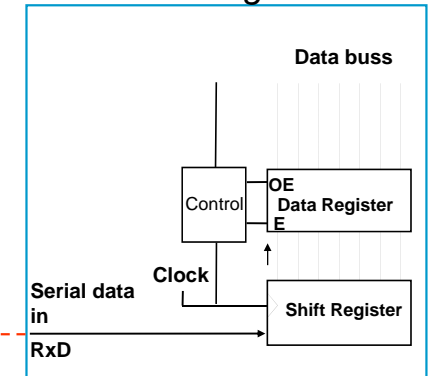 Data buss
OE
Control
Data Register
E
Clock
Serial data
in
Shift Register
RxD